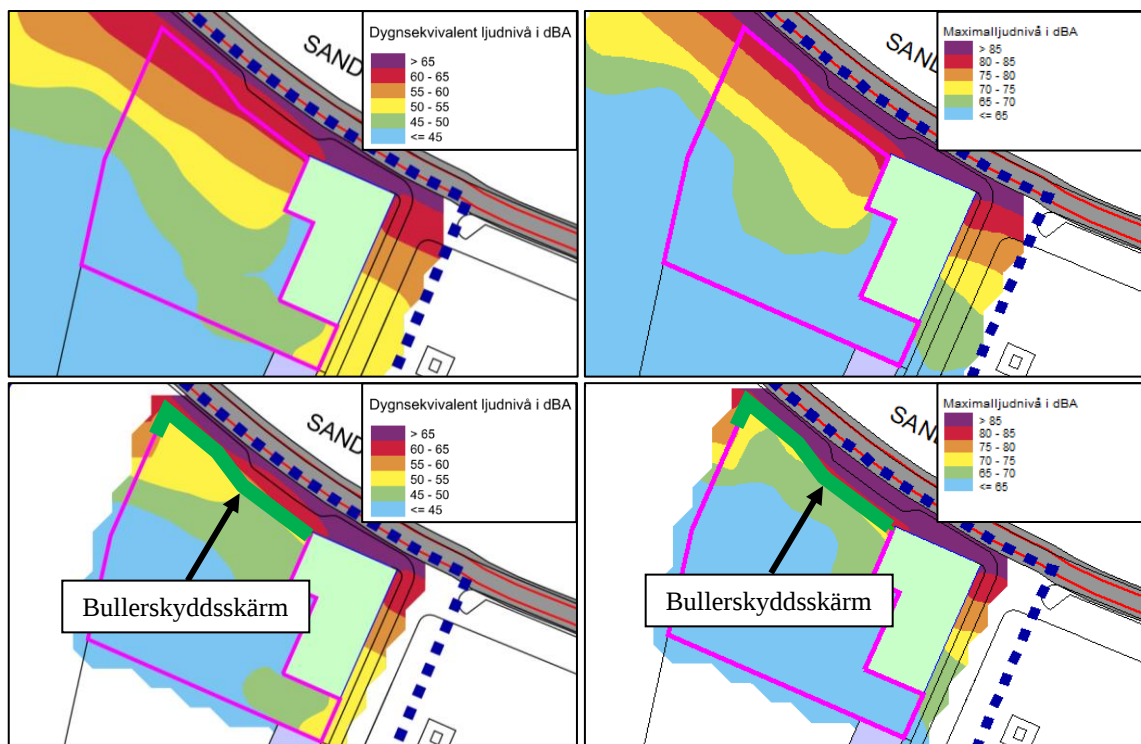 SAND
Dygnsekvivalent ljudnivå i dBA
> 65
60 - 65
55 - 60
50 - 55
45 - 50
<= 45
SAND
Maximalljudnivå i dBA
> 85
80 - 85
75 - 80
70 - 75
65 - 70
<= 65
SAND
Dygnsekvivalent ljudnivå i dBA
> 65
60 - 65
55 - 60
50 - 55
45 - 50
<= 45
Bullerskyddsskärm
SAND
Maximalljudnivå i dBA
> 85
80 - 85
75 - 80
70 - 75
65 - 70
<= 65
Bullerskyddsskärm